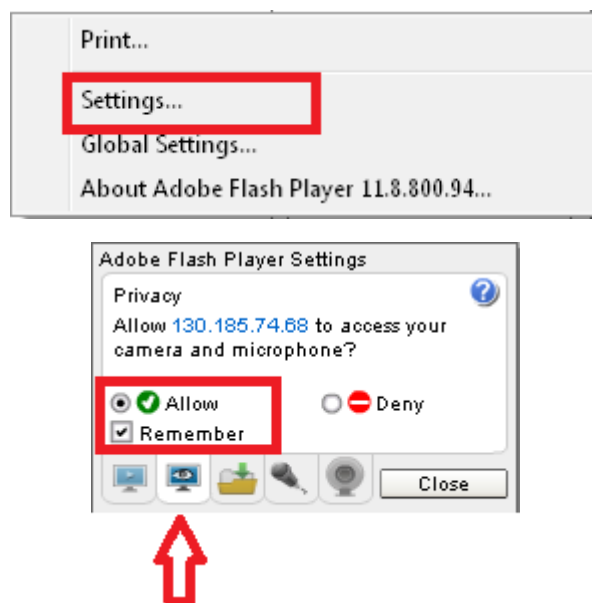 Print...
Settings...
Global Settings...
About Adobe Flash Player 11.8.800.94...
Adobe Flash Player Settings
Privacy
Allow 130.185.74.68 to access your
camera and microphone?
Allow Deny
Remember
Close